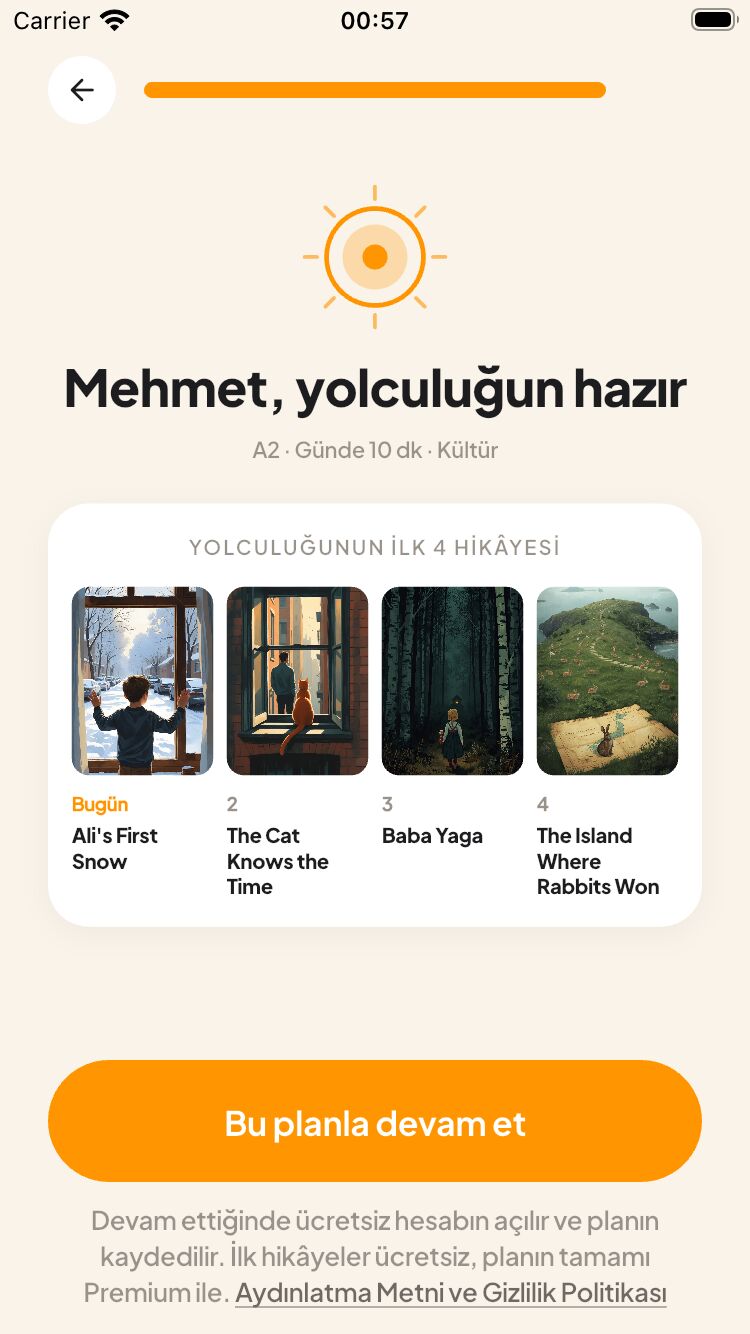 Carrier 00:57
Mehmet, yolculuğun hazır
A2 · Günde 10 dk · Kültür
YOLCULUĞUNUN İLK 4 HİKÂYESİ
Bugün
Ali's First
Snow
2
The Cat
Knows the
Time
3
Baba Yaga
4
The Island
Where
Rabbits Won
Bu planla devam et
Devam ettiğinde ücretsiz hesabın açılır ve planın
kaydedilir. İlk hikâyeler ücretsiz, planın tamamı
Premium ile. Aydınlatma Metni ve Gizlilik Politikası